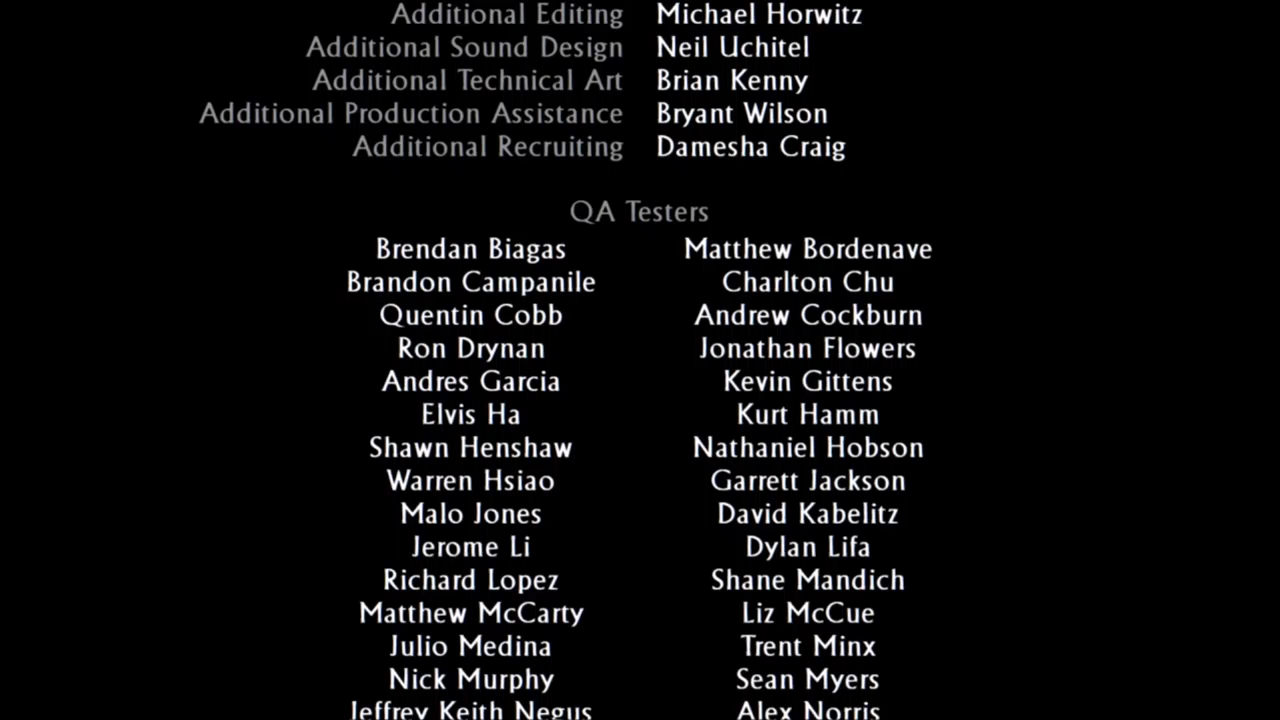 Additional Editing Michael Horwitz
Additional Sound Design Neil Uchitel
Additional Technical Art Brian Kenny
Additional Production Assistance Bryant Wilson
Additional Recruiting Damesha Craig
QA Testers
Brendan Biagas Matthew Bordenave
Brandon Campanile Charlton Chu
Quentin Cobb Andrew Cockburn
Ron Drynan Jonathan Flowers
Andres Garcia Kevin Gittens
Elvis Ha Kurt Hamm
Shawn Henshaw Nathaniel Hobson
Warren Hsiao Garrett Jackson
Malo Jones David Kabelitz
Jerome Li Dylan Lifa
Richard Lopez Shane Mandich
Matthew McCarty Liz McCue
Julio Medina Trent Minx
Nick Murphy Sean Myers
Jeffrey Keith Negus Alex Norris